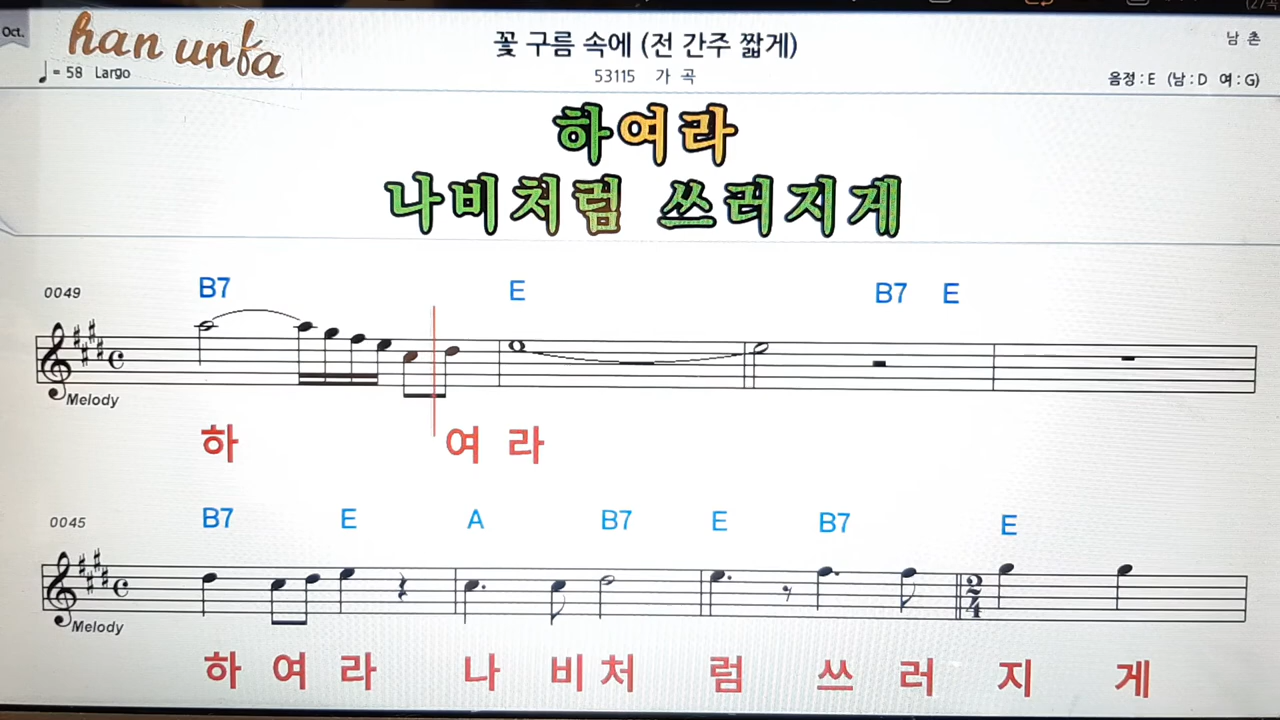 Oct.
han unfa
꽃 구름 속에 (전 간주 짧게)
남 촌
♩= 58 Largo
53115 가 곡
음정 : E (남 : D 여 : G)
하여라
나비처럼 쓰러지게
0049
B7 E B7 E
Melody
하 여 라
0045
B7 E A B7 E B7 E
2
4
Melody
하 여 라 나 비 처 럼 쓰 러 지 게